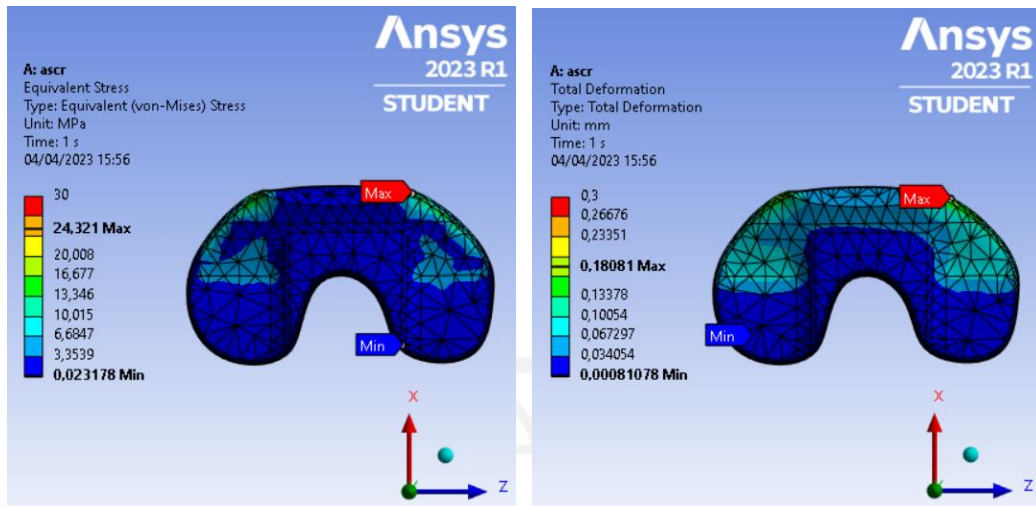 Ansys
2023 R1
STUDENT
A: ascr
Equivalent Stress
Type: Equivalent (von-Mises) Stress
Unit: MPa
Time: 1 s
04/04/2023 15:56
30
24,321 Max
20,008
16,677
13,346
10,015
6,6847
3,3539
0,023178 Min
Max
Min
X
Z
Ansys
2023 R1
STUDENT
A: ascr
Total Deformation
Type: Total Deformation
Unit: mm
Time: 1 s
04/04/2023 15:56
0,3
0,26676
0,23351
0,18081 Max
0,13378
0,10054
0,067297
0,034054
0,00081078 Min
Max
Min
X
Z